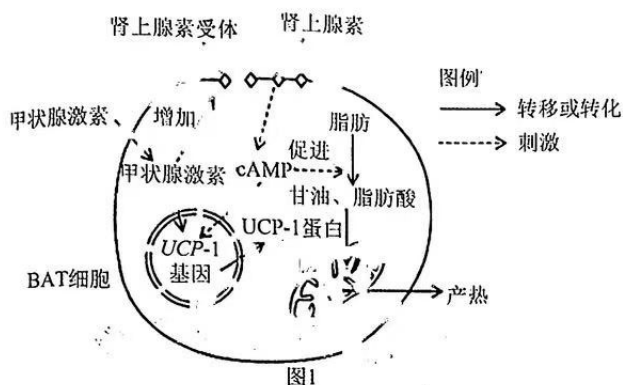 肾上腺素受体 肾上腺素
图例
转移或转化
刺激
甲状腺激素 增加 脂肪
促进
甲状腺激素 cAMP
甘油、脂肪酸
UCP-1蛋白
UCP-1
基因
BAT细胞
产热
图1